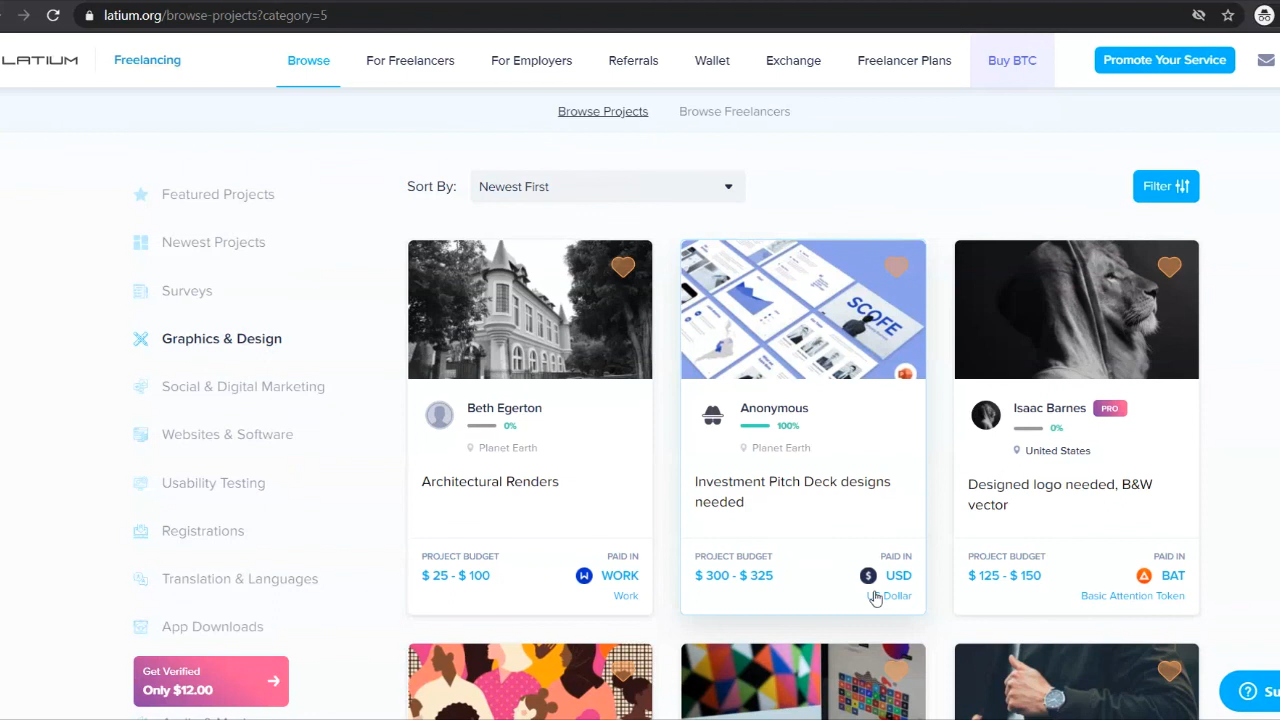 latium.org/browse-projects?category=5
LATIUM
Freelancing
Browse
For Freelancers
For Employers
Referrals
Wallet
Exchange
Freelancer Plans
Buy BTC
Promote Your Service
Browse Projects
Browse Freelancers
Featured Projects
Newest Projects
Surveys
Graphics & Design
Social & Digital Marketing
Websites & Software
Usability Testing
Registrations
Translation & Languages
App Downloads
Get Verified
Only $12.00
Sort By:
Newest First
Filter
Beth Egerton
0%
Planet Earth
Architectural Renders
PROJECT BUDGET
PAID IN
$ 25 - $ 100
WORK
Work
SCOFE
Anonymous
100%
Planet Earth
Investment Pitch Deck designs
needed
PROJECT BUDGET
PAID IN
$ 300 - $ 325
USD
Dollar
Isaac Barnes
PRO
0%
United States
Designed logo needed, B&W
vector
PROJECT BUDGET
PAID IN
$ 125 - $ 150
BAT
Basic Attention Token
Su